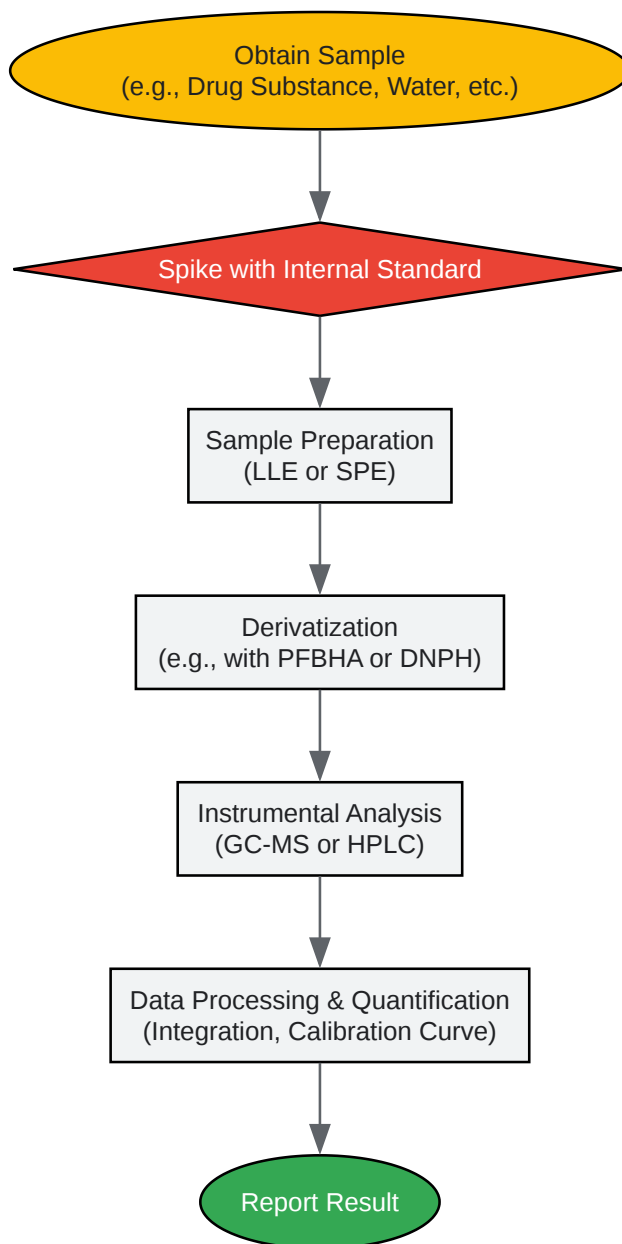 Obtain Sample
(e.g., Drug Substance, Water, etc.)
Spike with Internal Standard
Sample Preparation
(LLE or SPE)
Derivatization
(e.g., with PFBHA or DNPH)
Instrumental Analysis
(GC-MS or HPLC)
Data Processing & Quantification
(Integration, Calibration Curve)
Report Result